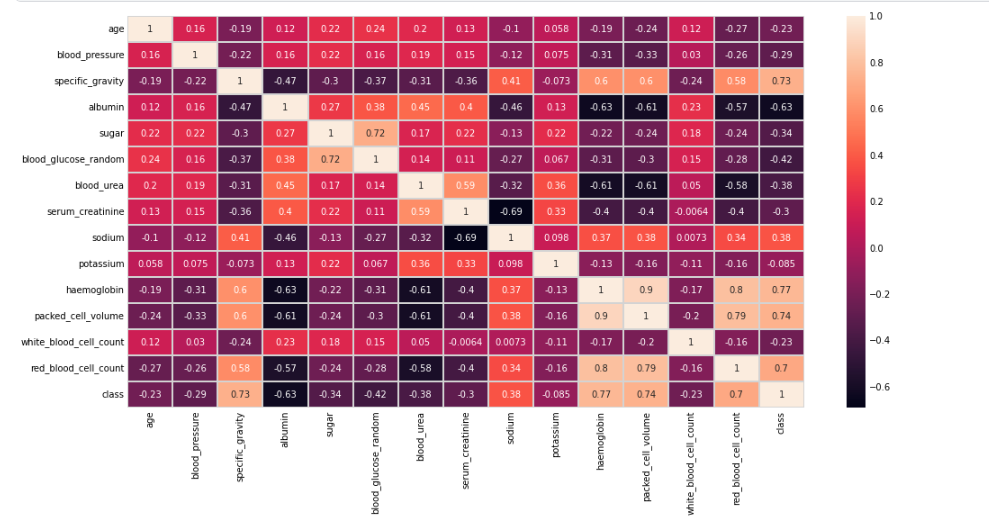 age 1 0.16 -0.19 0.12 0.22 0.24 0.2 0.13 -0.1 0.058 -0.19 -0.24 0.12 -0.27 -0.23
blood_pressure 0.16 1 -0.22 0.16 0.22 0.16 0.19 0.15 -0.12 0.075 -0.31 -0.33 0.03 -0.26 -0.29
specific_gravity -0.19 -0.22 1 -0.47 -0.3 -0.37 -0.31 -0.36 0.41 -0.073 0.6 0.6 -0.24 0.58 0.73
albumin 0.12 0.16 -0.47 1 0.27 0.38 0.45 0.4 -0.46 0.13 -0.63 -0.61 0.23 -0.57 -0.63
sugar 0.22 0.22 -0.3 0.27 1 0.72 0.17 0.22 -0.13 0.22 -0.22 -0.24 0.18 -0.24 -0.34
blood_glucose_random 0.24 0.16 -0.37 0.38 0.72 1 0.14 0.11 -0.27 0.067 -0.31 -0.3 0.15 -0.28 -0.42
blood_urea 0.2 0.19 -0.31 0.45 0.17 0.14 1 0.59 -0.32 0.36 -0.61 -0.61 0.05 -0.58 -0.38
serum_creatinine 0.13 0.15 -0.36 0.4 0.22 0.11 0.59 1 -0.69 0.33 -0.4 -0.4 -0.0064 -0.4 -0.3
sodium -0.1 -0.12 0.41 -0.46 -0.13 -0.27 -0.32 -0.69 1 0.098 0.37 0.38 0.0073 0.34 0.38
potassium 0.058 0.075 -0.073 0.13 0.22 0.067 0.36 0.33 0.098 1 -0.13 -0.16 -0.11 -0.16 -0.085
haemoglobin -0.19 -0.31 0.6 -0.63 -0.22 -0.31 -0.61 -0.4 0.37 -0.13 1 0.9 -0.17 0.8 0.77
packed_cell_volume -0.24 -0.33 0.6 -0.61 -0.24 -0.3 -0.61 -0.4 0.38 -0.16 0.9 1 -0.2 0.79 0.74
white_blood_cell_count 0.12 0.03 -0.24 0.23 0.18 0.15 0.05 -0.0064 0.0073 -0.11 -0.17 -0.2 1 -0.16 -0.23
red_blood_cell_count -0.27 -0.26 0.58 -0.57 -0.24 -0.28 -0.58 -0.4 0.34 -0.16 0.8 0.79 -0.16 1 0.7
class -0.23 -0.29 0.73 -0.63 -0.34 -0.42 -0.38 -0.3 0.38 -0.085 0.77 0.74 -0.23 0.7 1
age
blood_pressure
specific_gravity
albumin
sugar
blood_glucose_random
blood_urea
serum_creatinine
sodium
potassium
haemoglobin
packed_cell_volume
white_blood_cell_count
red_blood_cell_count
class
1.0
0.8
0.6
0.4
0.2
0.0
−0.2
−0.4
−0.6